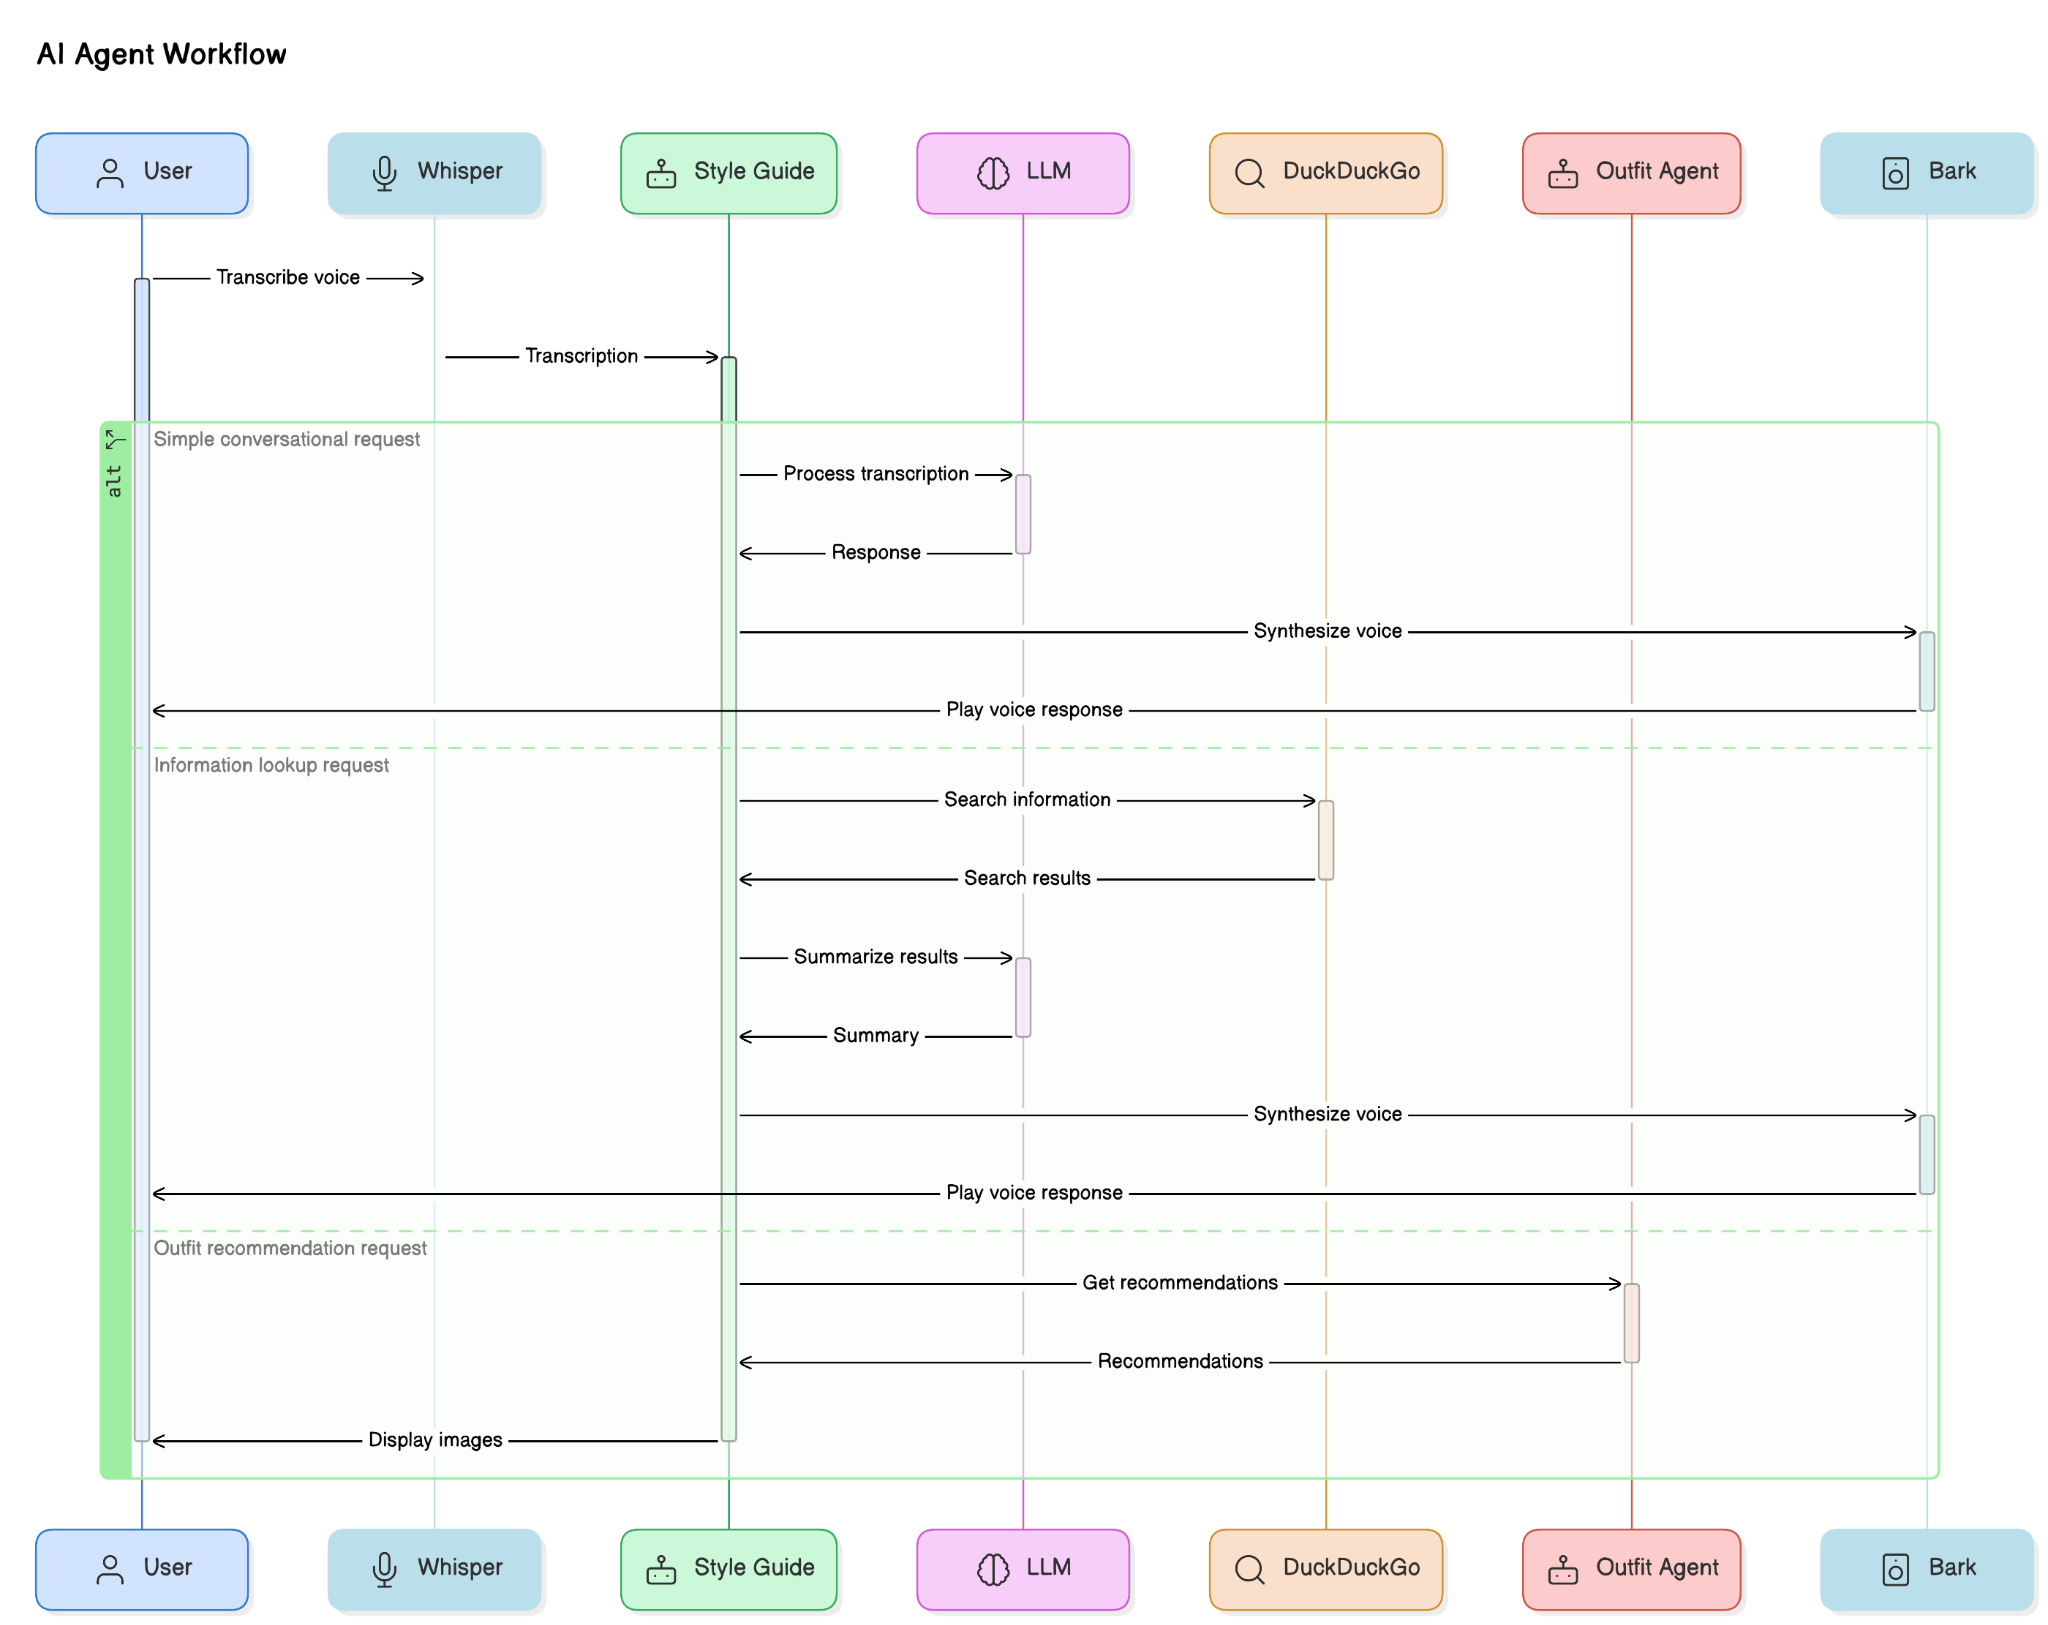 AI Agent Workflow
User
Whisper
Style Guide
LLM
DuckDuckGo
Outfit Agent
Bark
Transcribe voice
Transcription
alt
Simple conversational request
Process transcription
Response
Synthesize voice
Play voice response
Information lookup request
Search information
Search results
Summarize results
Summary
Synthesize voice
Play voice response
Outfit recommendation request
Get recommendations
Recommendations
Display images
User
Whisper
Style Guide
LLM
DuckDuckGo
Outfit Agent
Bark